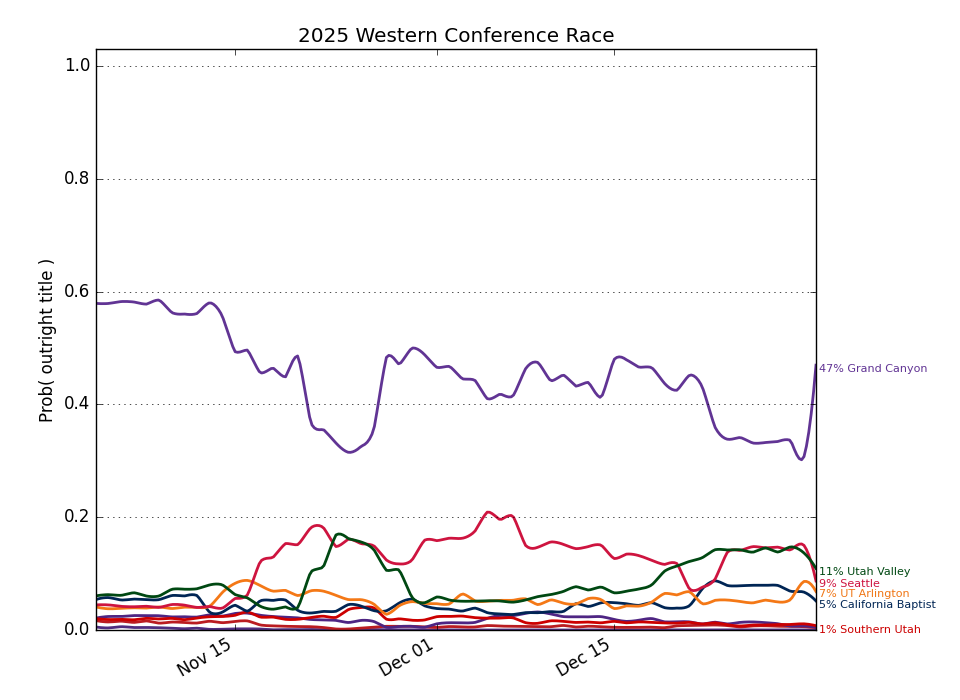 2025 Western Conference Race
1.0
0.8
0.6
0.4
0.2
0.0
Prob( outright title )
Nov 15
Dec 01
Dec 15
47% Grand Canyon
11% Utah Valley
9% Seattle
7% UT Arlington
5% California Baptist
1% Southern Utah